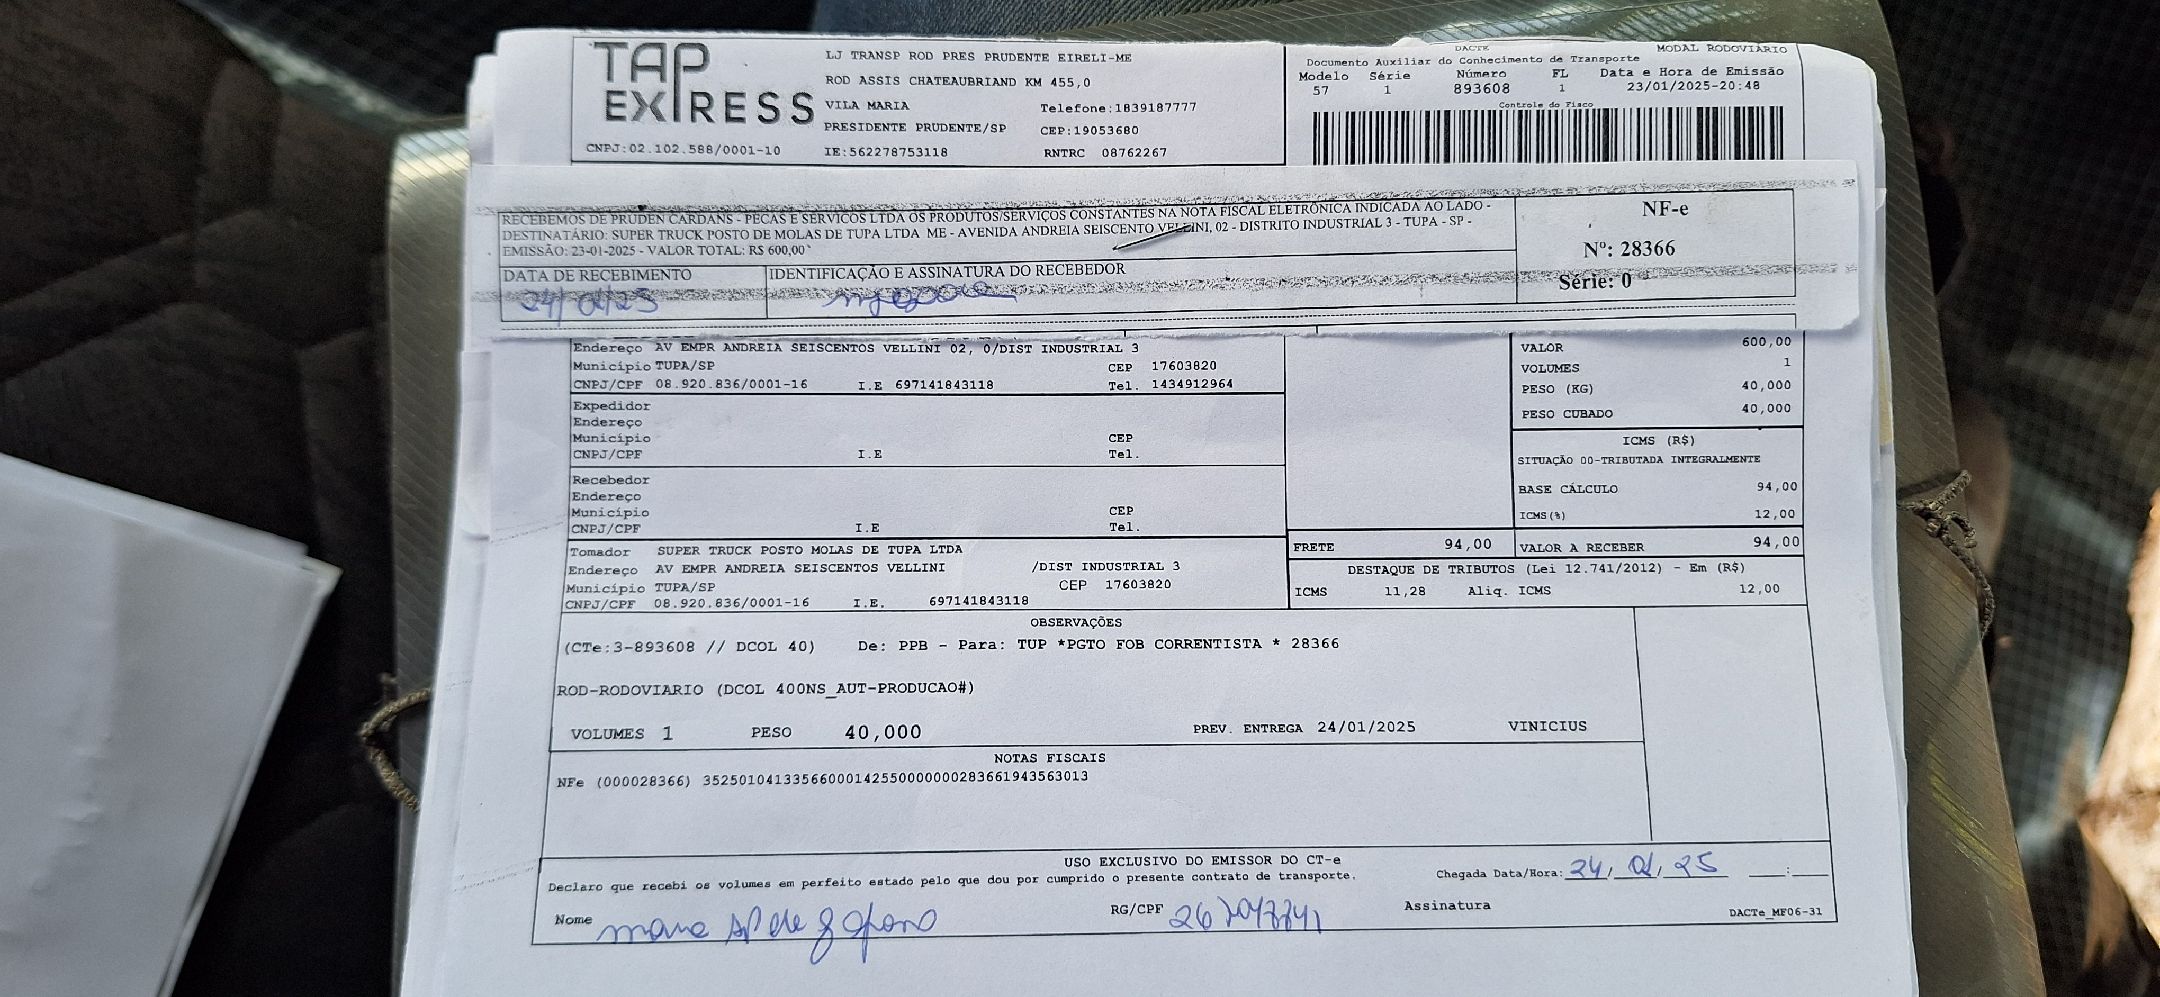 TAP EXPRESS
LJ TRANSP ROD PRES PRUDENTE EIRELI-ME
ROD ASSIS CHATEAUBRIAND KM 455,0
VILA MARIA Telefone:1839187777
PRESIDENTE PRUDENTE/SP CEP:19053680
CNPJ:02.102.588/0001-10 IE:562278753118 RNTRC 08762267
DACTE MODAL RODOVIÁRIO
Documento Auxiliar do Conhecimento de Transporte
Modelo Série Número FL Data e Hora de Emissão
57 1 893608 1 23/01/2025-20:48
Controle do Fisco
RECEBEMOS DE PRUDEN CARDANS - PECAS E SERVICOS LTDA OS PRODUTOS/SERVIÇOS CONSTANTES NA NOTA FISCAL ELETRÔNICA INDICADA AO LADO -
DESTINATÁRIO: SUPER TRUCK POSTO DE MOLAS DE TUPA LTDA ME - AVENIDA ANDREIA SEISCENTO VELLINI, 02 - DISTRITO INDUSTRIAL 3 - TUPA - SP -
EMISSÃO: 23-01-2025 - VALOR TOTAL: R$ 600,00
DATA DE RECEBIMENTO IDENTIFICAÇÃO E ASSINATURA DO RECEBEDOR
24/01/25
NF-e
Nº: 28366
Série: 0
Endereço AV EMPR ANDREIA SEISCENTOS VELLINI 02, 0/DIST INDUSTRIAL 3
Município TUPA/SP CEP 17603820
CNPJ/CPF 08.920.836/0001-16 I.E 697141843118 Tel. 1434912964
Expedidor
Endereço
Município CEP
CNPJ/CPF I.E Tel.
Recebedor
Endereço
Município CEP
CNPJ/CPF I.E Tel.
Tomador SUPER TRUCK POSTO MOLAS DE TUPA LTDA
Endereço AV EMPR ANDREIA SEISCENTOS VELLINI /DIST INDUSTRIAL 3
Município TUPA/SP CEP 17603820
CNPJ/CPF 08.920.836/0001-16 I.E. 697141843118
VALOR 600,00
VOLUMES 1
PESO (KG) 40,000
PESO CUBADO 40,000
ICMS (R$)
SITUAÇÃO 00-TRIBUTADA INTEGRALMENTE
BASE CÁLCULO 94,00
ICMS(%) 12,00
FRETE 94,00 VALOR A RECEBER 94,00
DESTAQUE DE TRIBUTOS (Lei 12.741/2012) - Em (R$)
ICMS 11,28 Aliq. ICMS 12,00
OBSERVAÇÕES
(CTe:3-893608 // DCOL 40) De: PPB - Para: TUP *PGTO FOB CORRENTISTA * 28366
ROD-RODOVIARIO (DCOL 400NS_AUT-PRODUCAO#)
VOLUMES 1 PESO 40,000 PREV. ENTREGA 24/01/2025 VINICIUS
NOTAS FISCAIS
NFe (000028366) 35250104133566000142550000000283661943563013
USO EXCLUSIVO DO EMISSOR DO CT-e
Declaro que recebi os volumes em perfeito estado pelo que dou por cumprido o presente contrato de transporte. Chegada Data/Hora: 24, 01, 25 :
Nome RG/CPF Assinatura
DACTe_MF06-31